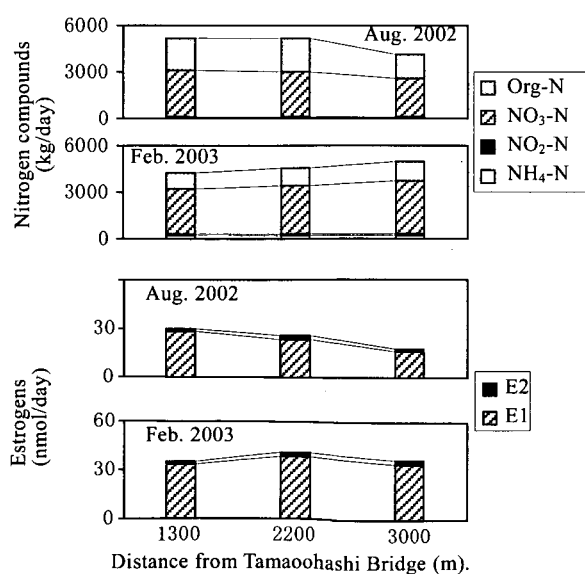 6000
3000
0
Aug. 2002
6000
3000
0
Feb. 2003
Nitrogen compounds
(kg/day)
Org-N
NO₃-N
NO₂-N
NH₄-N
30
0
Aug. 2002
60
30
0
Feb. 2003
Estrogens
(nmol/day)
E2
E1
1300 2200 3000
Distance from Tamaoohashi Bridge (m).